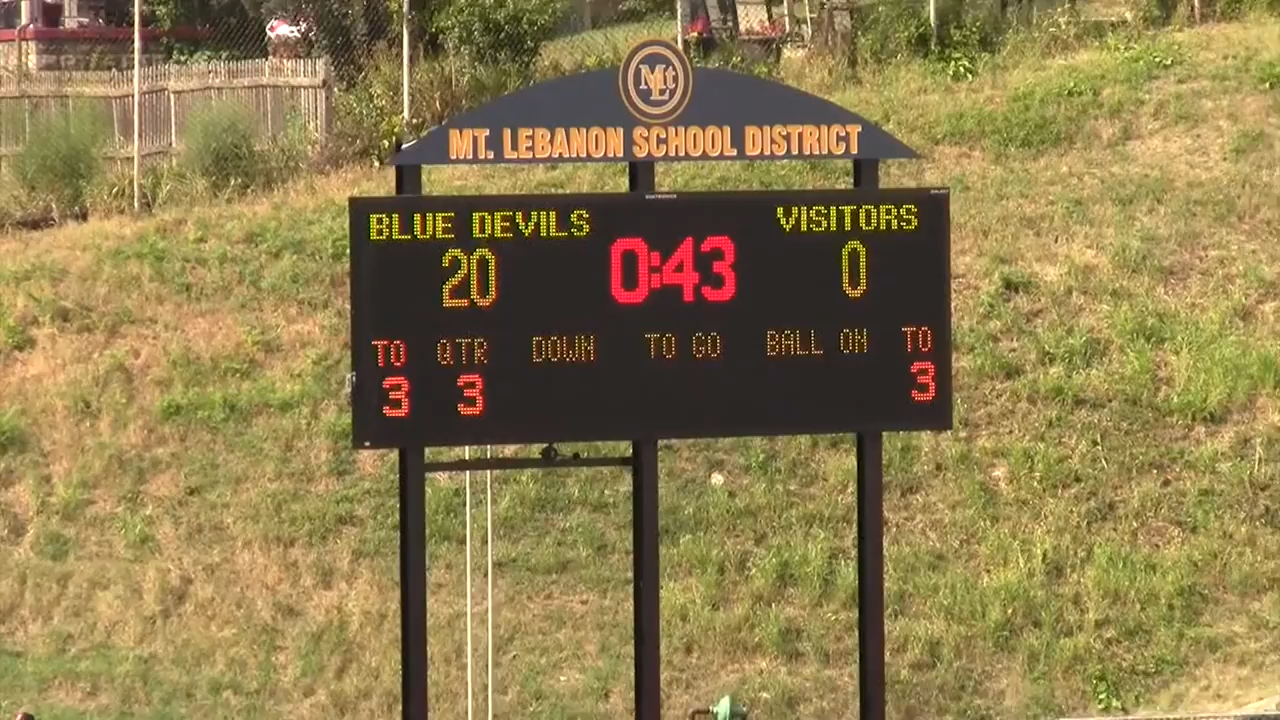 MtL
MT. LEBANON SCHOOL DISTRICT
BLUE DEVILS VISITORS
20 0:43 0
TO QTR DOWN TO GO BALL ON TO
3 3 3